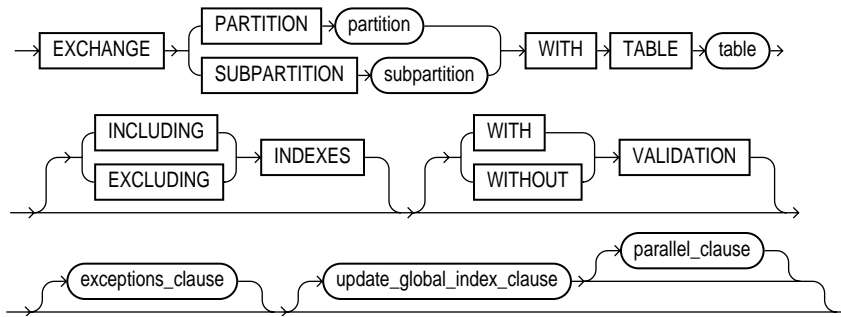 EXCHANGE PARTITION partition WITH TABLE table
SUBPARTITION subpartition
INCLUDING INDEXES WITH VALIDATION
EXCLUDING WITHOUT
exceptions_clause update_global_index_clause parallel_clause